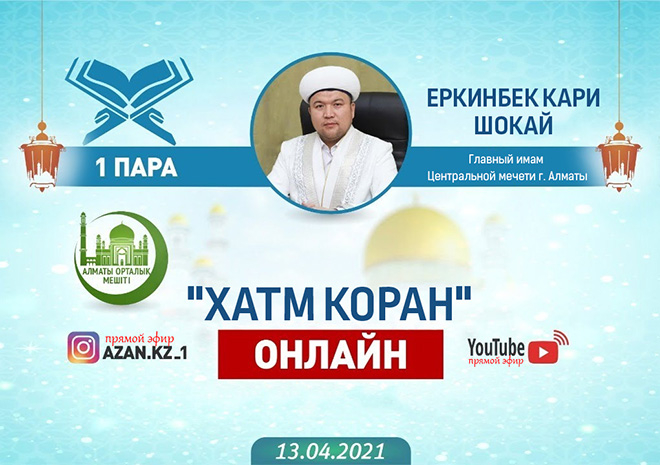 1 ПАРА
ЕРКИНБЕК КАРИ
ШОКАЙ
Главный имам
Центральной мечети г. Алматы
АЛМАТЫ ОРТАЛЫҚ
МЕШІТІ
"ХАТМ КОРАН"
ОНЛАЙН
прямой эфир
AZAN.KZ_1
YouTube
прямой эфир
13.04.2021